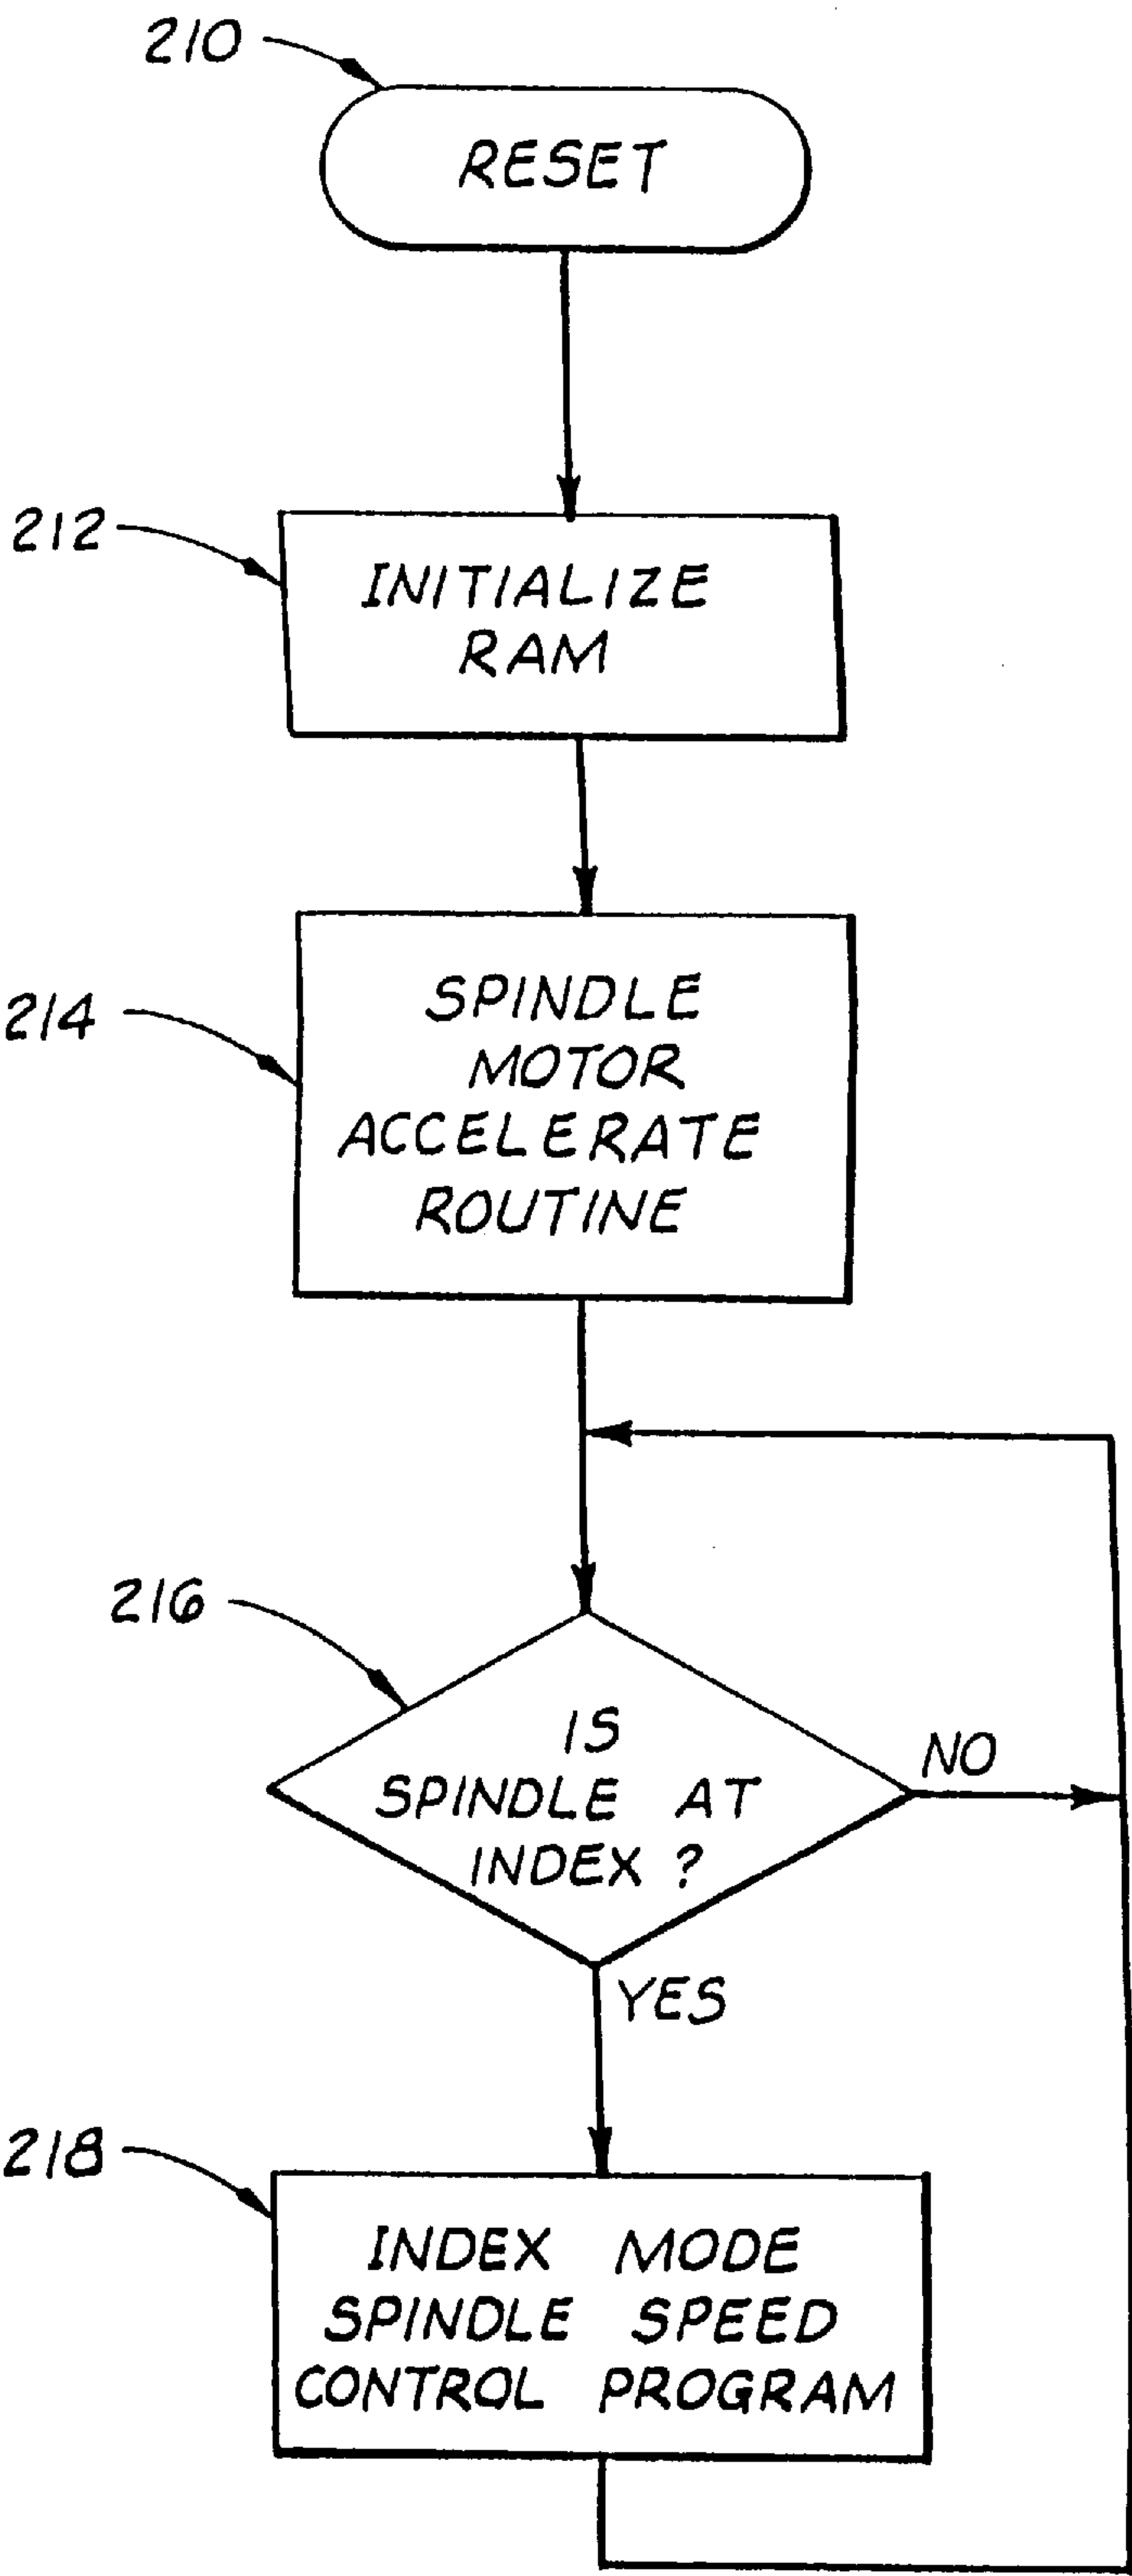 210
RESET
212
INITIALIZE
RAM
214
SPINDLE
MOTOR
ACCELERATE
ROUTINE
216
IS
SPINDLE AT
INDEX ?
NO
YES
218
INDEX MODE
SPINDLE SPEED
CONTROL PROGRAM